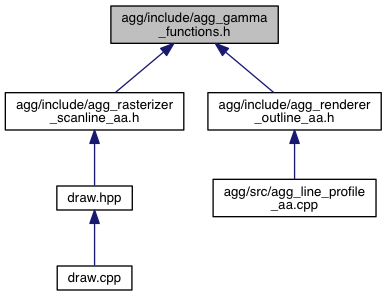 agg/include/agg_gamma
_functions.h
agg/include/agg_rasterizer
_scanline_aa.h
agg/include/agg_renderer
_outline_aa.h
draw.hpp
agg/src/agg_line_profile
_aa.cpp
draw.cpp